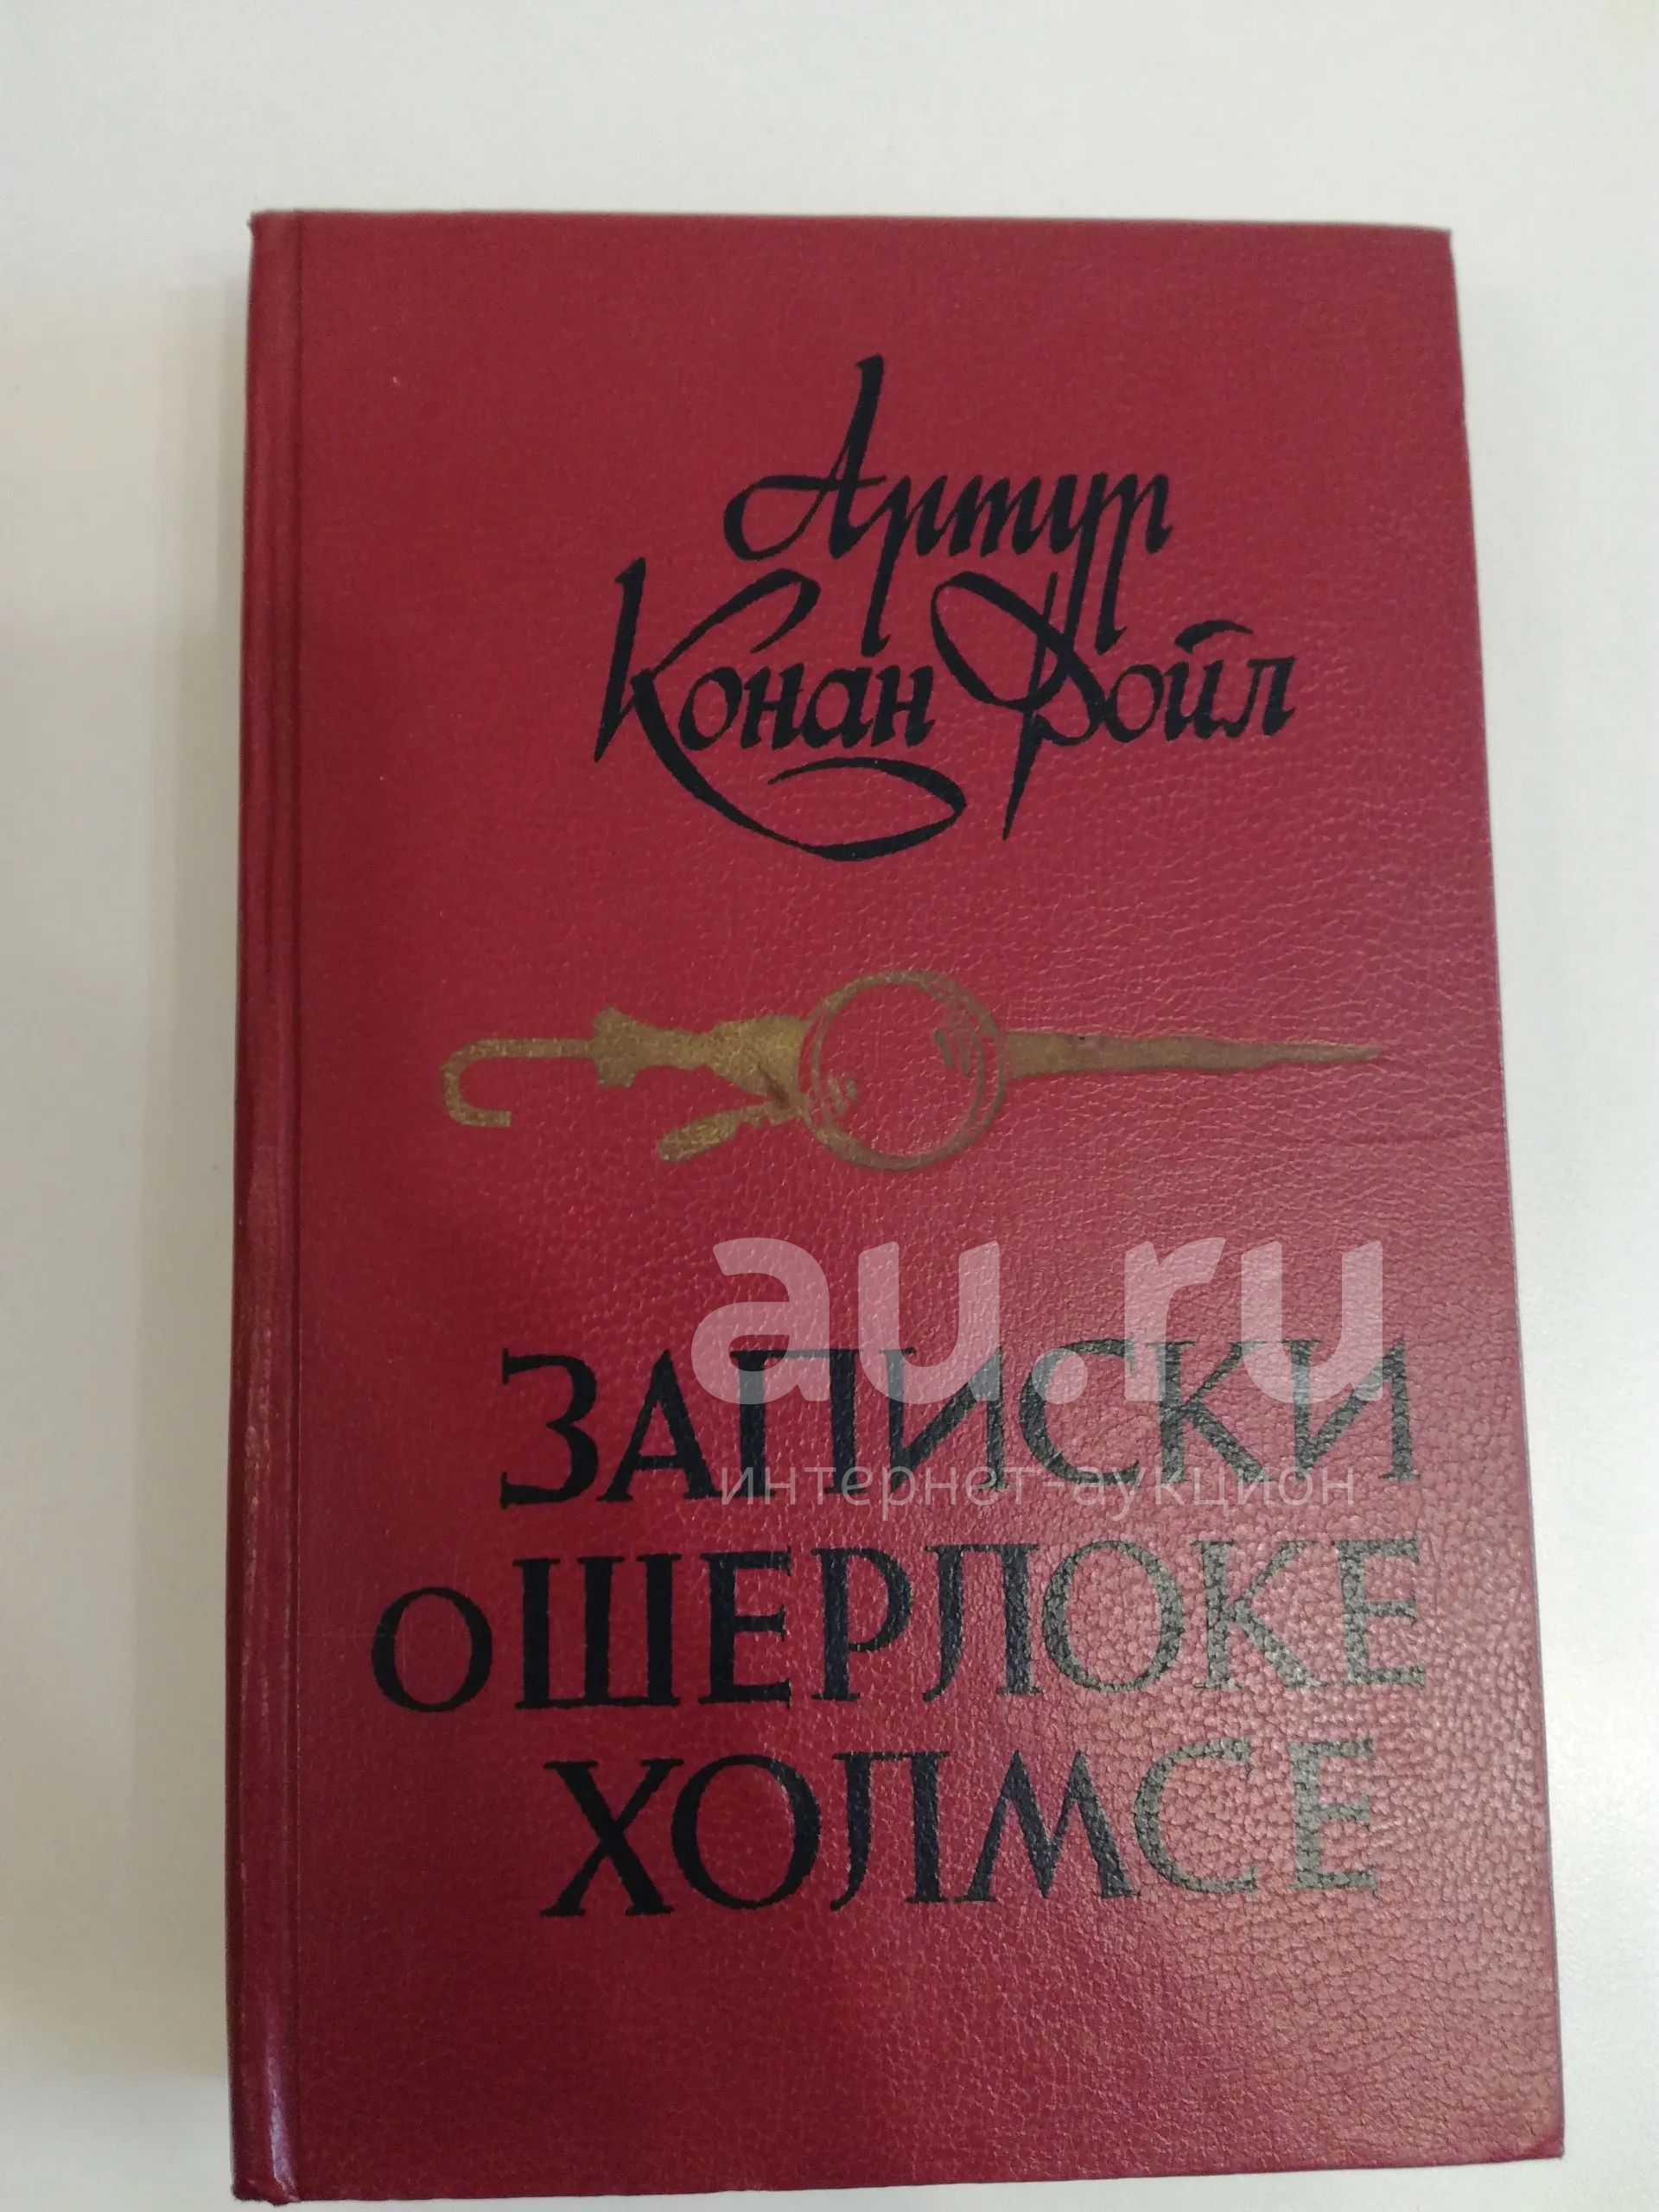 Артур
Конан Дойл
au.ru
ЗАПИСКИ
интернет-аукцион
О ШЕРЛОКЕ
ХОЛМСЕ